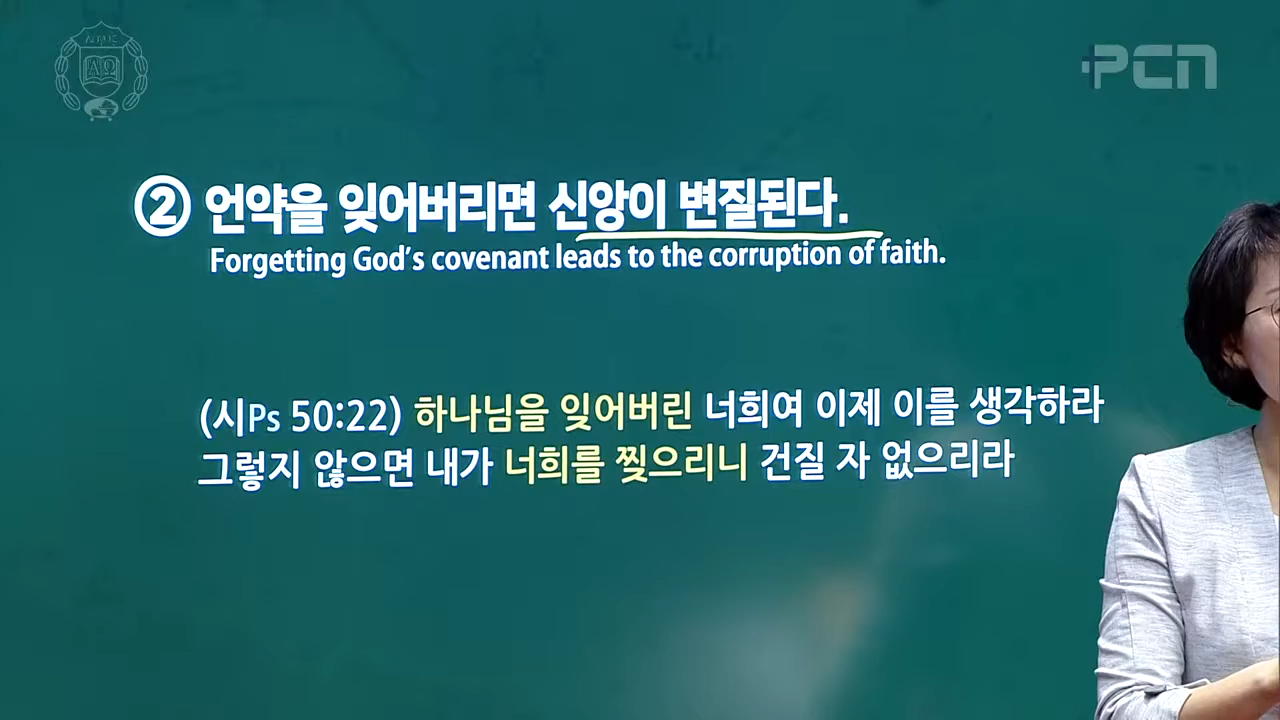 PCN
ΑΩ
② 언약을 잊어버리면 신앙이 변질된다.
Forgetting God's covenant leads to the corruption of faith.
(시Ps 50:22) 하나님을 잊어버린 너희여 이제 이를 생각하라
그렇지 않으면 내가 너희를 찢으리니 건질 자 없으리라